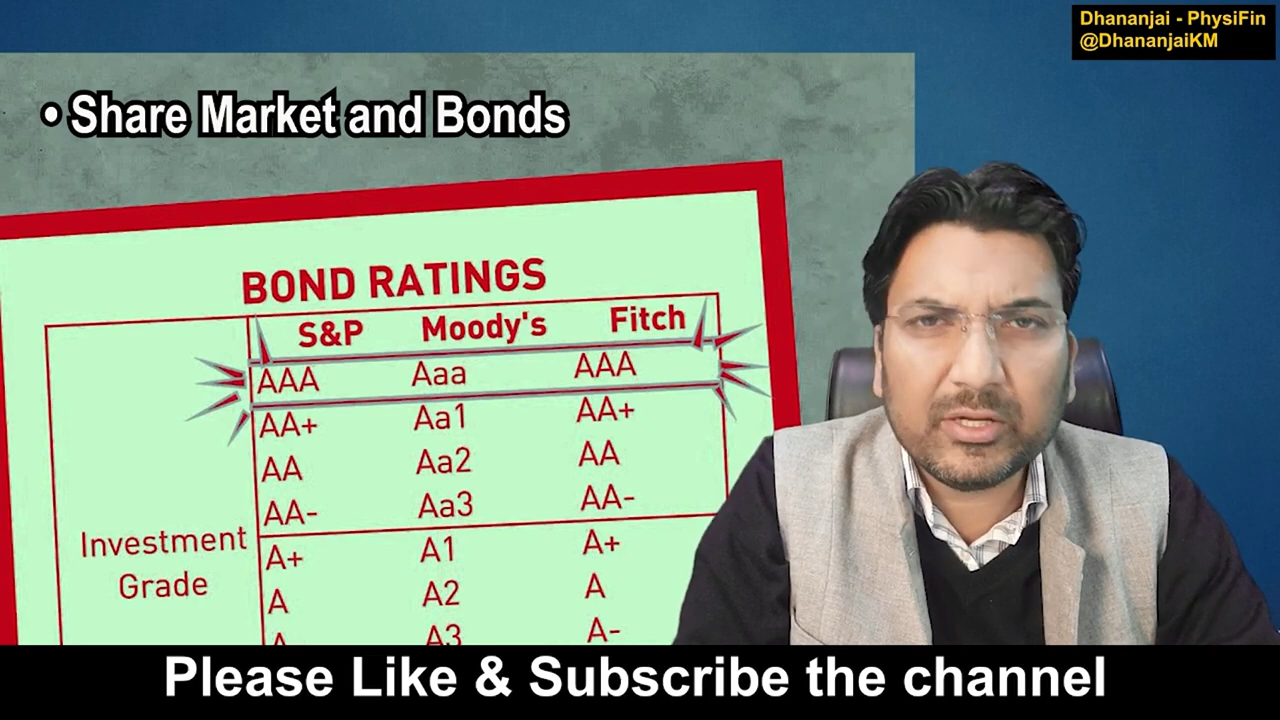 Dhananjai - PhysiFin
@DhananjaiKM
• Share Market and Bonds
BOND RATINGS
S&P Moody's Fitch
AAA Aaa AAA
AA+ Aa1 AA+
AA Aa2 AA
AA- Aa3 AA-
Investment
Grade
A+ A1 A+
A A2 A
A3 A-
Please Like & Subscribe the channel